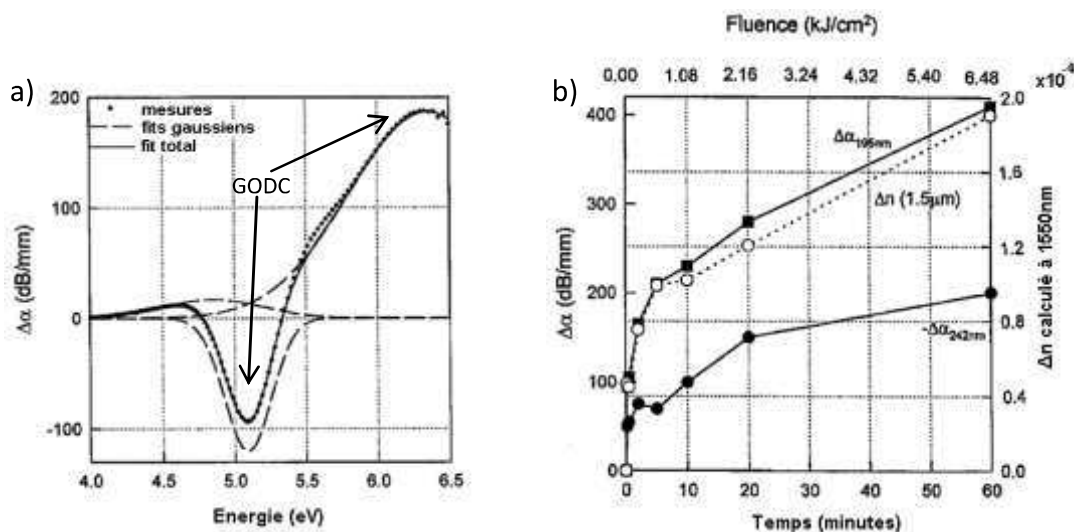 a)
200
100
0
-100
Δα (dB/mm)
mesures
fits gaussiens
fit total
GODC
4.0 4.5 5.0 5.5 6.0 6.5
Energie (eV)
b)
Fluence (kJ/cm²)
0,00 1.08 2.16 3.24 4,32 5,40 6,48
x10⁻⁴
400
300
200
100
0
Δα (dB/mm)
Δα195nm
Δn (1.5μm)
-Δα242nm
2.0
1,6
1,2
0,8
0,4
0.0
Δn calculé à 1550nm
0 10 20 30 40 50 60
Temps (minutes)